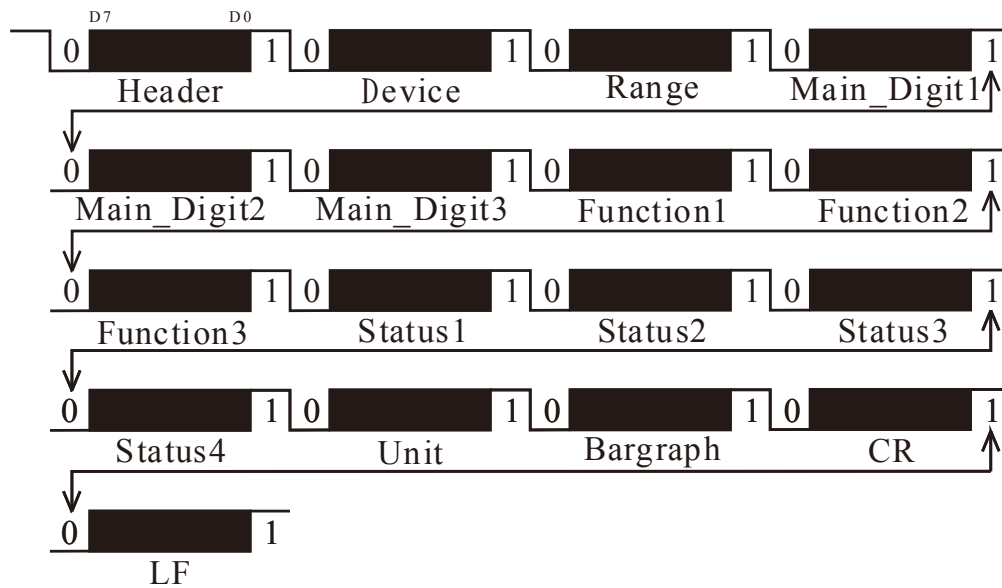 D7 D0
0 1 0 1 0 1 0 1
Header Device Range Main_Digit1
0 1 0 1 0 1 0 1
Main_Digit2 Main_Digit3 Function1 Function2
0 1 0 1 0 1 0 1
Function3 Status1 Status2 Status3
0 1 0 1 0 1 0 1
Status4 Unit Bargraph CR
0 1
LF